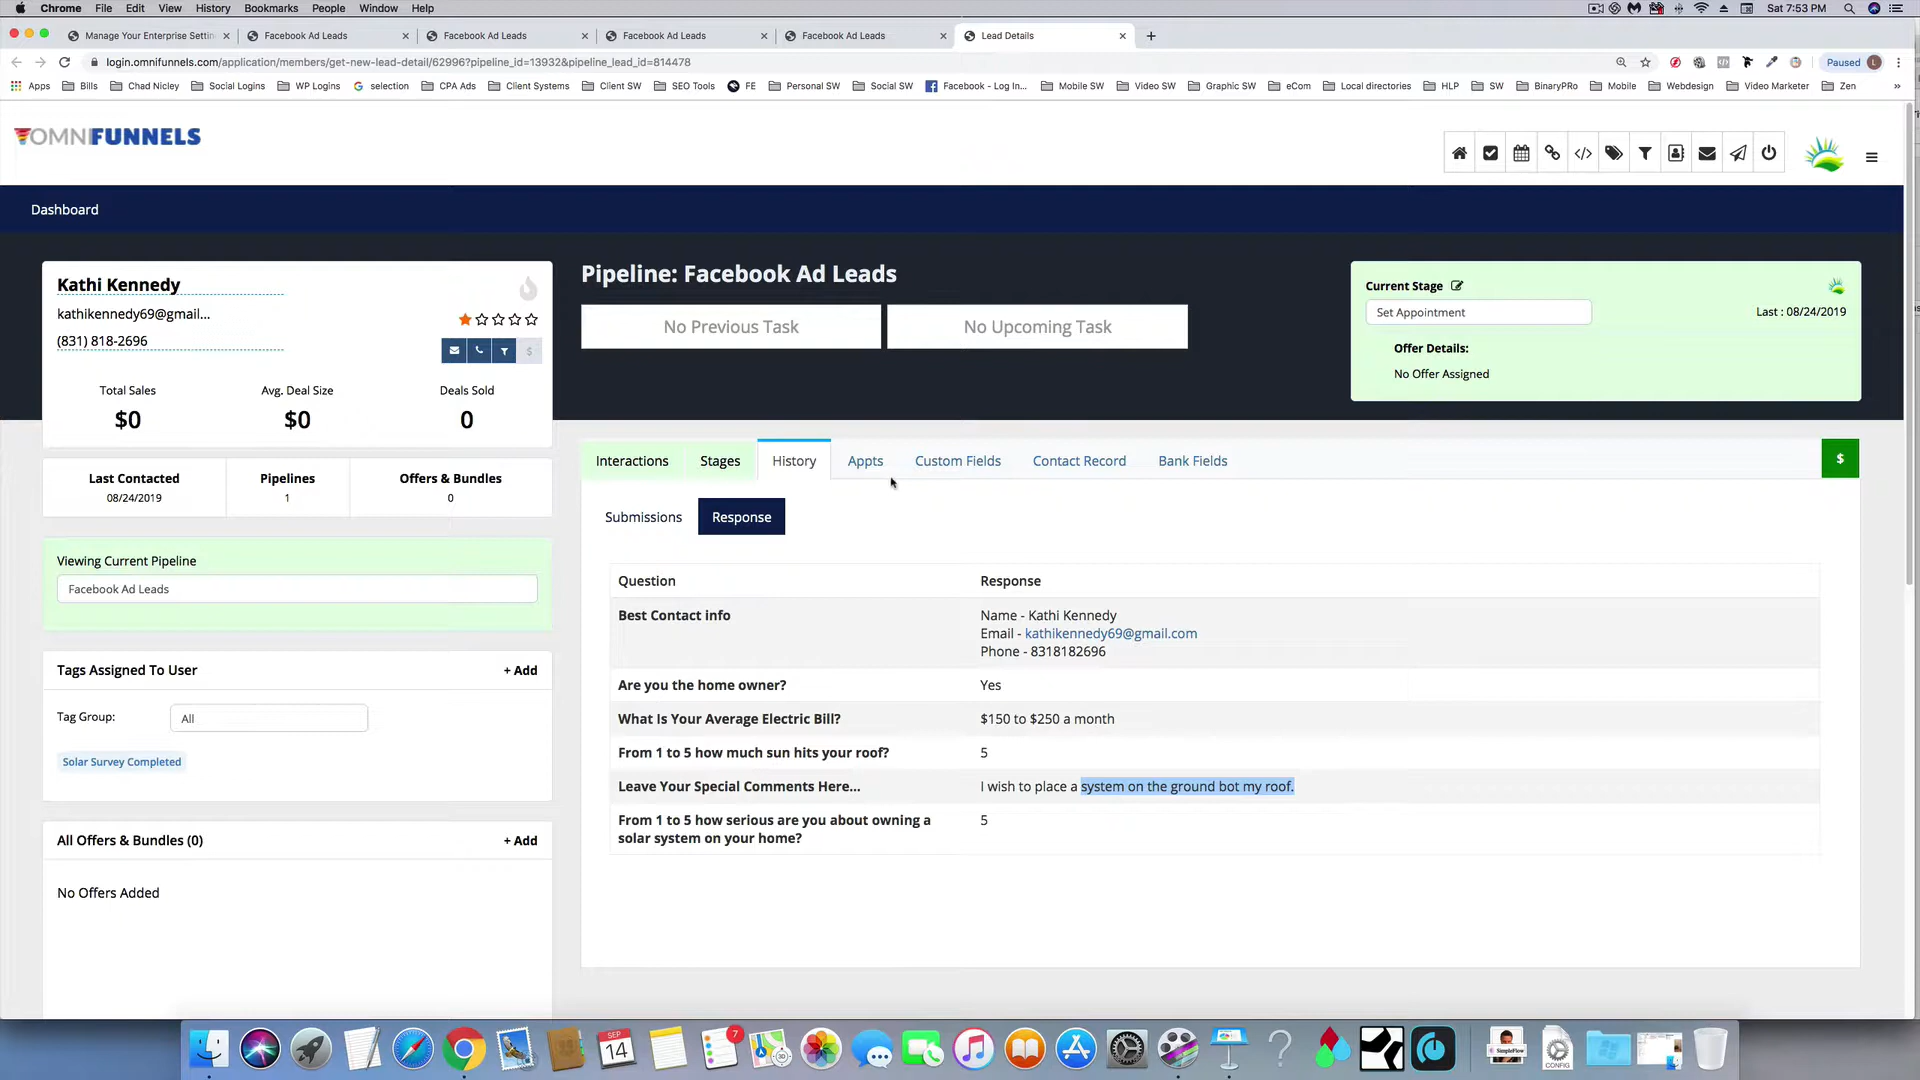 Chrome File Edit View History Bookmarks People Window Help Sat 7:53 PM
Manage Your Enterprise Settin Facebook Ad Leads Facebook Ad Leads Facebook Ad Leads Facebook Ad Leads Lead Details
login.omnifunnels.com/application/members/get-new-lead-detail/62996?pipeline_id=13932&pipeline_lead_id=814478 Paused L
Apps Bills Chad Nicley Social Logins WP Logins selection CPA Ads Client Systems Client SW SEO Tools FE Personal SW Social SW Facebook - Log In... Mobile SW Video SW Graphic SW eCom Local directories HLP SW BinaryPRo Mobile Webdesign Video Marketer Zen »
OMNIFUNNELS
Dashboard
Kathi Kennedy
kathikennedy69@gmail...
(831) 818-2696
$
Total Sales Avg. Deal Size Deals Sold
$0 $0 0
Pipeline: Facebook Ad Leads
No Previous Task No Upcoming Task
Current Stage
Set Appointment Last : 08/24/2019
Offer Details:
No Offer Assigned
Last Contacted Pipelines Offers & Bundles
08/24/2019 1 0
Viewing Current Pipeline
Facebook Ad Leads
Tags Assigned To User + Add
Tag Group: All
Solar Survey Completed
All Offers & Bundles (0) + Add
No Offers Added
Interactions Stages History Appts Custom Fields Contact Record Bank Fields $
Submissions Response
Question Response
Best Contact info Name - Kathi Kennedy
Email - kathikennedy69@gmail.com
Phone - 8318182696
Are you the home owner? Yes
What Is Your Average Electric Bill? $150 to $250 a month
From 1 to 5 how much sun hits your roof? 5
Leave Your Special Comments Here... I wish to place a system on the ground bot my roof.
From 1 to 5 how serious are you about owning a 5
solar system on your home?
SEP
14
7
3D
?
SIMPLEFLOW
CONFIG